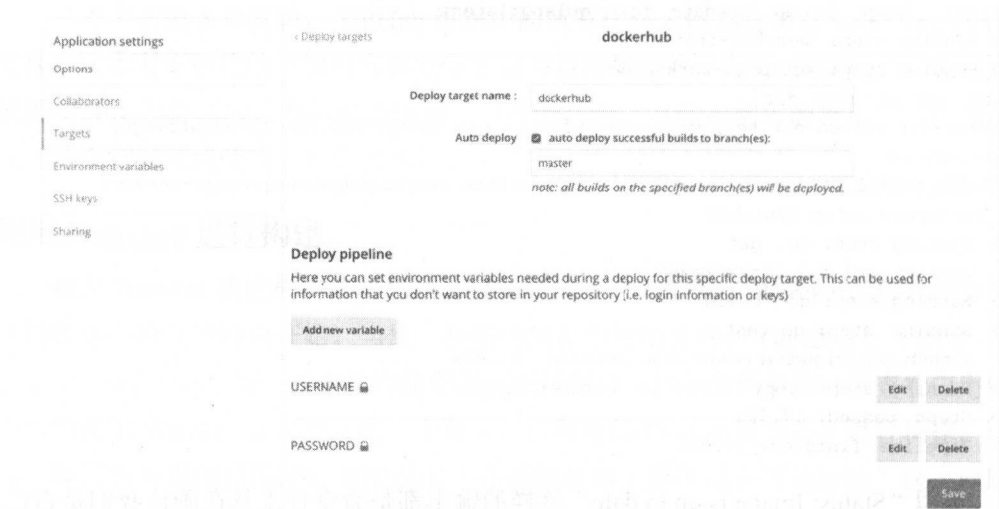 Application settings
Options
Collaborators
Targets
Environment variables
SSH keys
Sharing
‹ Deploy targets
dockerhub
Deploy target name :
dockerhub
Auto deploy
auto deploy successful builds to branch(es):
master
note: all builds on the specified branch(es) will be deployed.
Deploy pipeline
Here you can set environment variables needed during a deploy for this specific deploy target. This can be used for
information that you don't want to store in your repository (i.e. login information or keys)
Add new variable
USERNAME
Edit
Delete
PASSWORD
Edit
Delete
Save